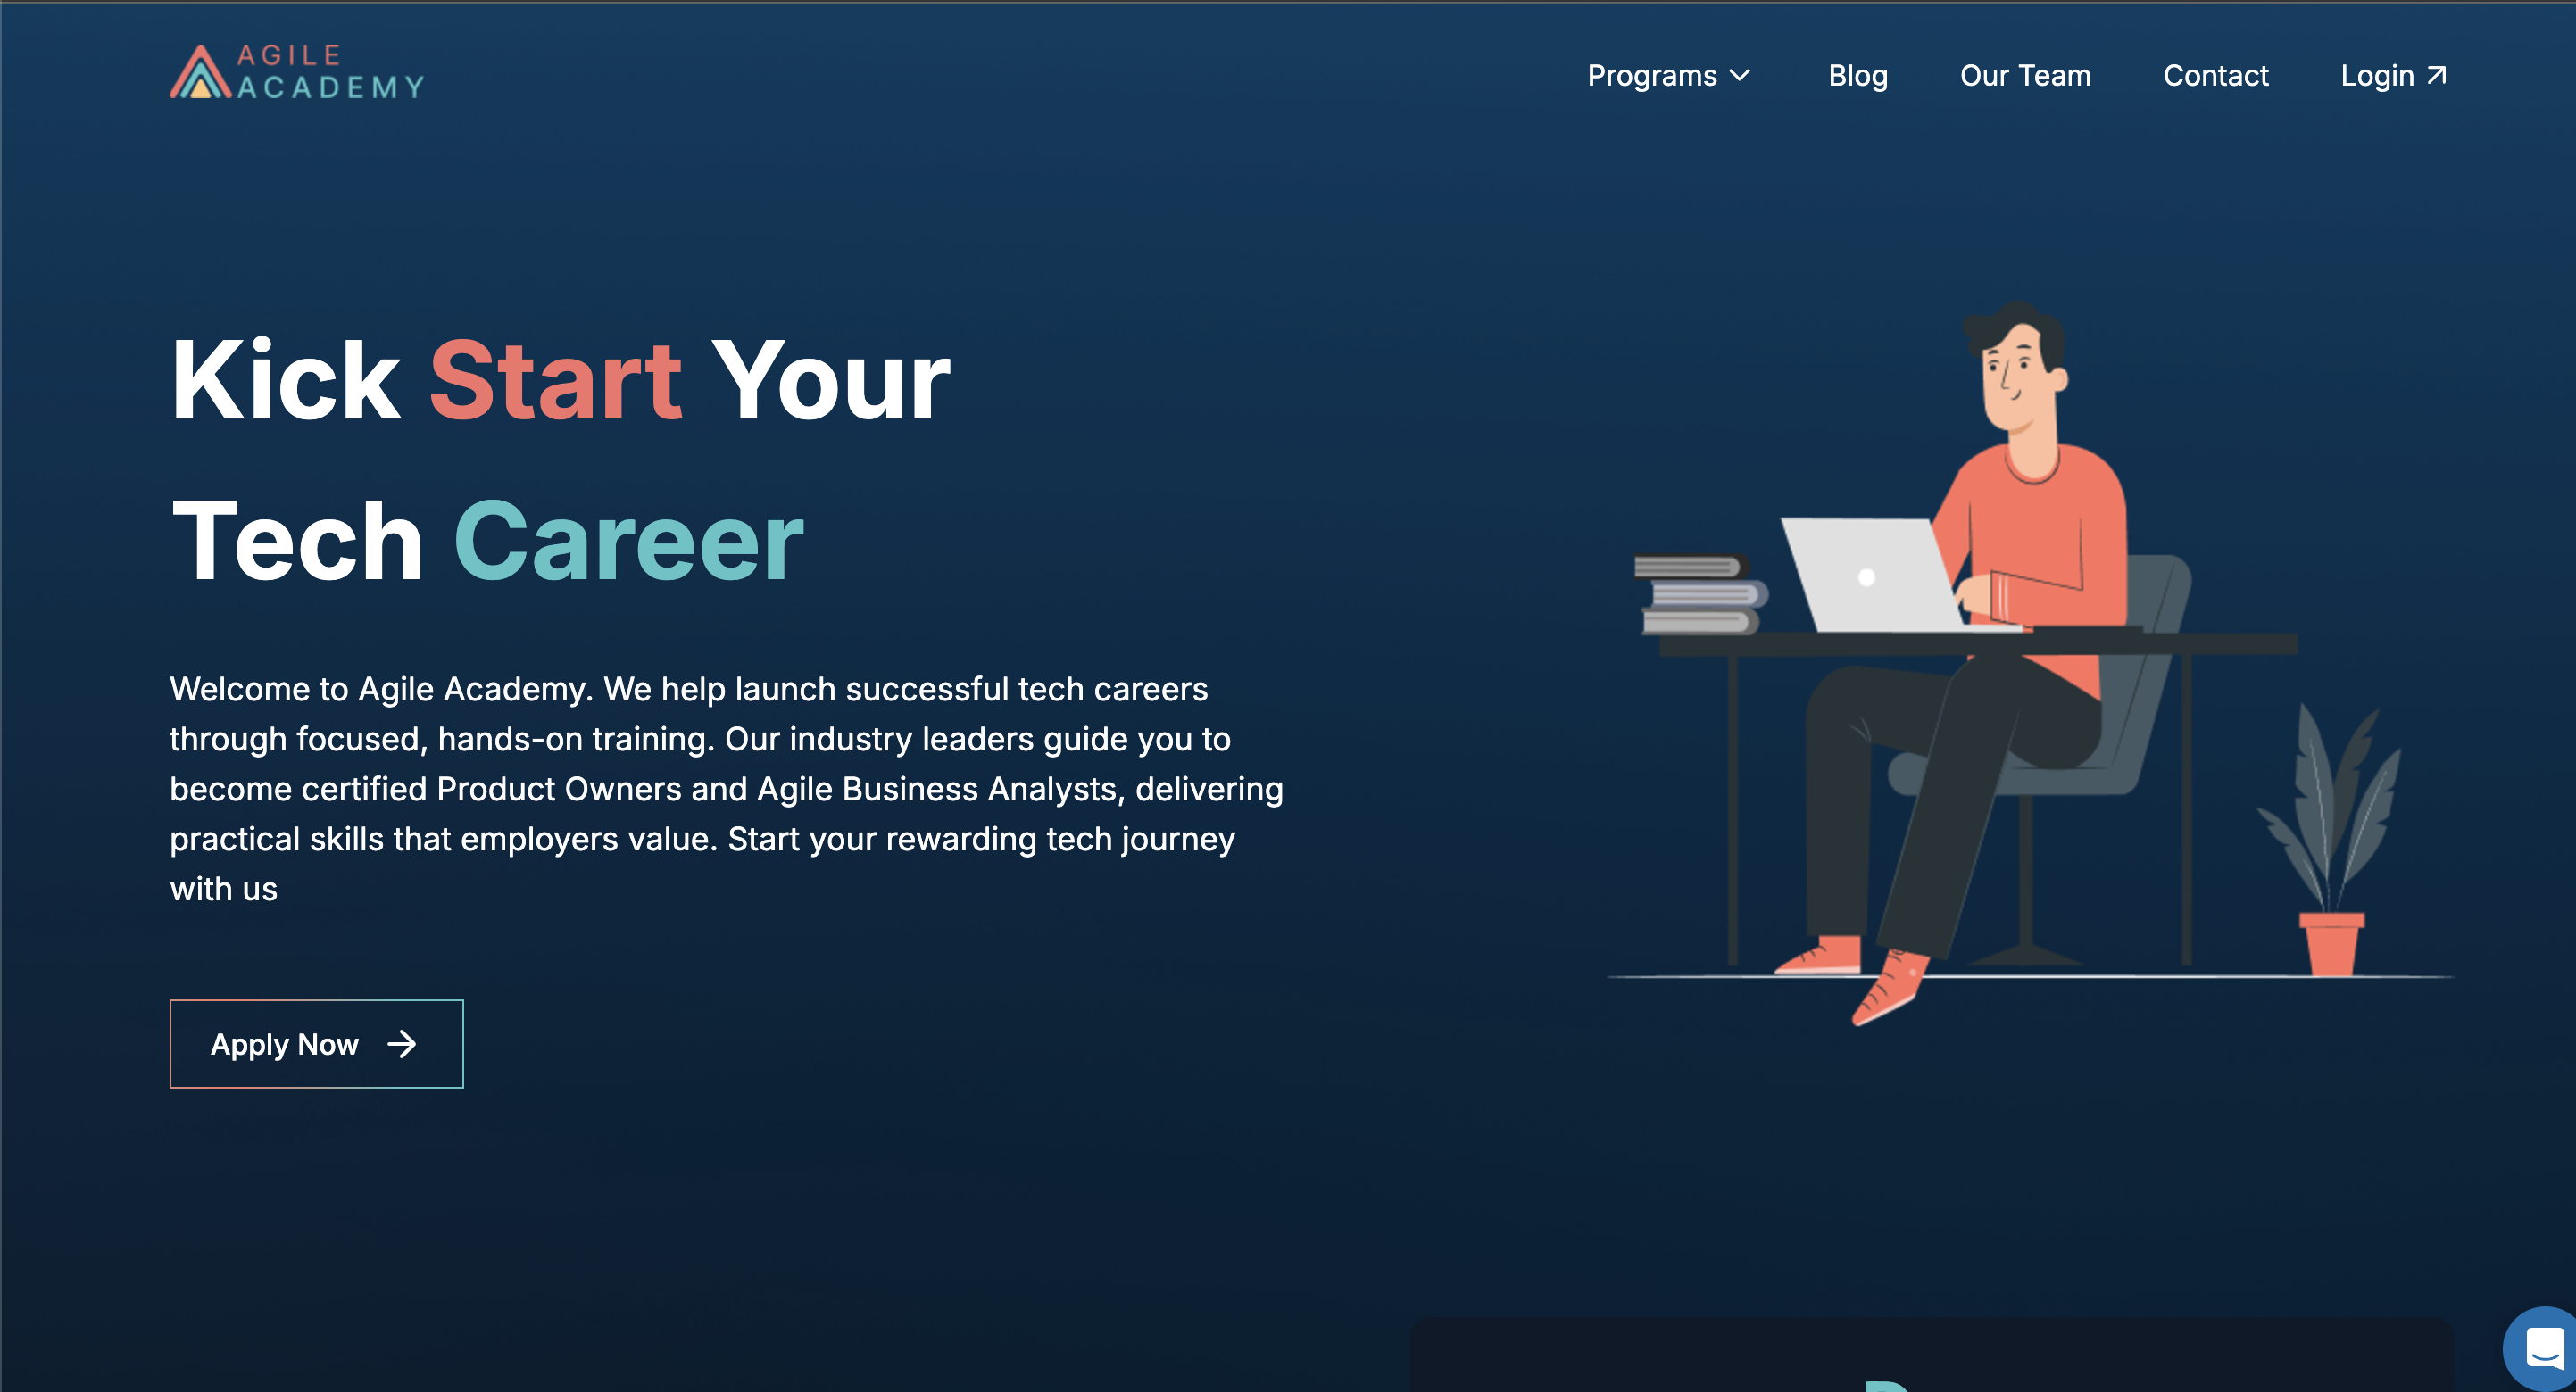 AGILE
ACADEMY
Programs
Blog
Our Team
Contact
Login
Kick Start Your
Tech Career
Welcome to Agile Academy. We help launch successful tech careers
through focused, hands-on training. Our industry leaders guide you to
become certified Product Owners and Agile Business Analysts, delivering
practical skills that employers value. Start your rewarding tech journey
with us
Apply Now